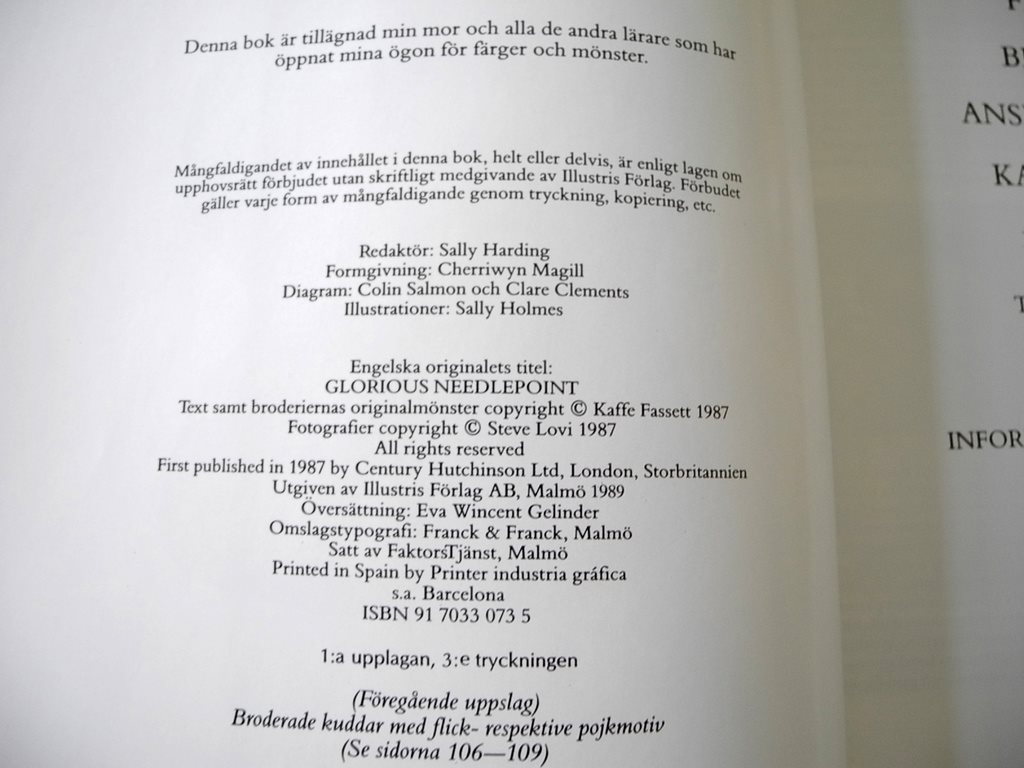 Denna bok är tillägnad min mor och alla de andra lärare som har
öppnat mina ögon för färger och mönster.
Mångfaldigandet av innehållet i denna bok, helt eller delvis, är enligt lagen om
upphovsrätt förbjudet utan skriftligt medgivande av Illustris Förlag. Förbudet
gäller varje form av mångfaldigande genom tryckning, kopiering, etc.
Redaktör: Sally Harding
Formgivning: Cherriwyn Magill
Diagram: Colin Salmon och Clare Clements
Illustrationer: Sally Holmes
Engelska originalets titel:
GLORIOUS NEEDLEPOINT
Text samt broderiernas originalmönster copyright © Kaffe Fassett 1987
Fotografier copyright © Steve Lovi 1987
All rights reserved
First published in 1987 by Century Hutchinson Ltd, London, Storbritannien
Utgiven av Illustris Förlag AB, Malmö 1989
Översättning: Eva Wincent Gelinder
Omslagstypografi: Franck & Franck, Malmö
Satt av FaktorsTjänst, Malmö
Printed in Spain by Printer industria gráfica
s.a. Barcelona
ISBN 91 7033 073 5
1:a upplagan, 3:e tryckningen
(Föregående uppslag)
Broderade kuddar med flick- respektive pojkmotiv
(Se sidorna 106—109)
ANS
KA
INFOR